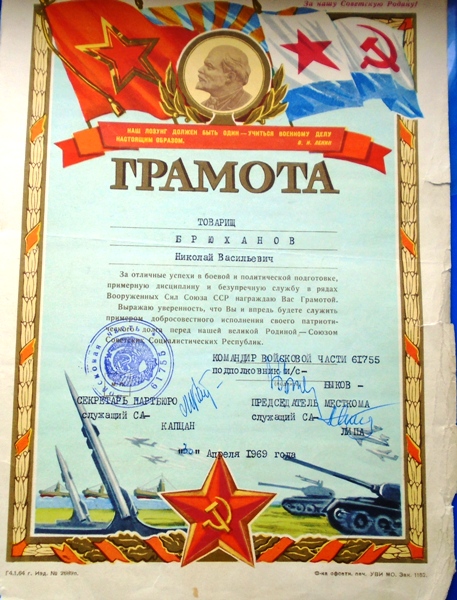 За нашу Советскую Родину!
НАШ ЛОЗУНГ ДОЛЖЕН БЫТЬ ОДИН — УЧИТЬСЯ ВОЕННОМУ ДЕЛУ
НАСТОЯЩИМ ОБРАЗОМ.
В. И. ЛЕНИН
ГРАМОТА
ТОВАРИЩ
БРЮХАНОВ
Николай Васильевич
За отличные успехи в боевой и политической подготовке,
примерную дисциплину и безупречную службу в рядах
Вооруженных Сил Союза ССР награждаю Вас Грамотой.
Выражаю уверенность, что Вы и впредь будете служить
примером добросовестного исполнения своего патриоти-
ческого долга перед нашей великой Родиной — Союзом
Советских Социалистических Республик.
КОМАНДИР ВОЙСКОВОЙ ЧАСТИ 61755
подполковник и/с-
БЫКОВ -
СЕКРЕТАРЬ ПАРТБЮРО
служащий СА-
КАПЦАН
ПРЕДСЕДАТЕЛЬ МЕСТКОМА
служащий СА-
ЛАПА-
Апреля 1969 года